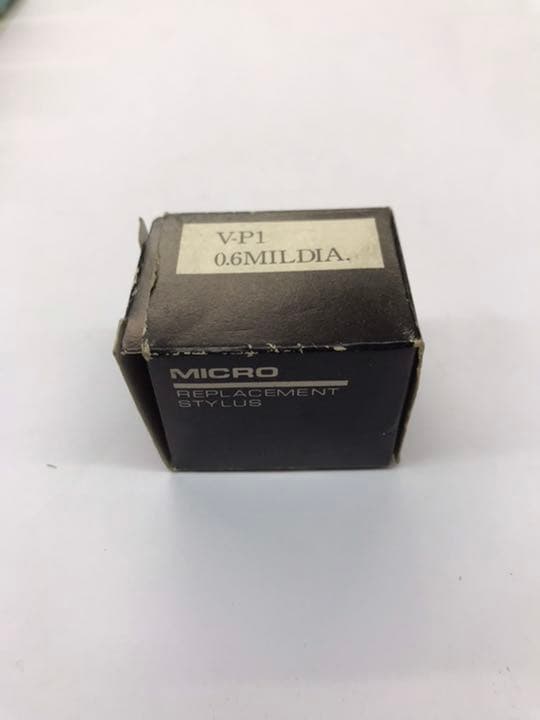 V-P1
0.6MILDIA.
MICRO
REPLACEMENT
STYLUS